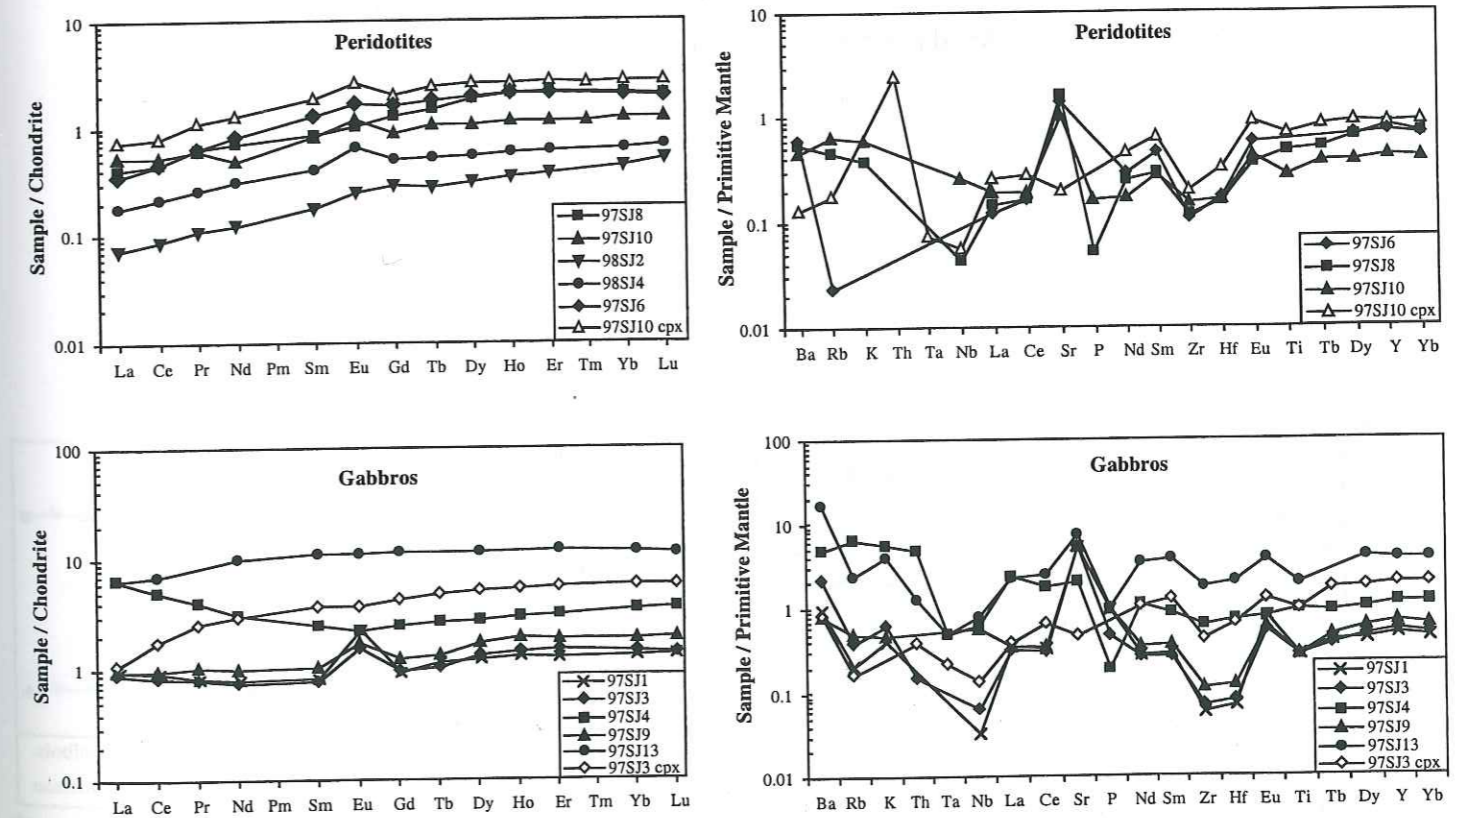 Peridotites
Sample / Chondrite
10
1
0.1
0.01
97SJ8
97SJ10
98SJ2
98SJ4
97SJ6
97SJ10 cpx
La Ce Pr Nd Pm Sm Eu Gd Tb Dy Ho Er Tm Yb Lu
Peridotites
Sample / Primitive Mantle
10
1
0.1
0.01
97SJ6
97SJ8
97SJ10
97SJ10 cpx
Ba Rb K Th Ta Nb La Ce Sr P Nd Sm Zr Hf Eu Ti Tb Dy Y Yb
Gabbros
Sample / Chondrite
100
10
1
0.1
97SJ1
97SJ3
97SJ4
97SJ9
97SJ13
97SJ3 cpx
La Ce Pr Nd Pm Sm Eu Gd Tb Dy Ho Er Tm Yb Lu
Gabbros
Sample / Primitive Mantle
100
10
1
0.1
0.01
97SJ1
97SJ3
97SJ4
97SJ9
97SJ13
97SJ3 cpx
Ba Rb K Th Ta Nb La Ce Sr P Nd Sm Zr Hf Eu Ti Tb Dy Y Yb